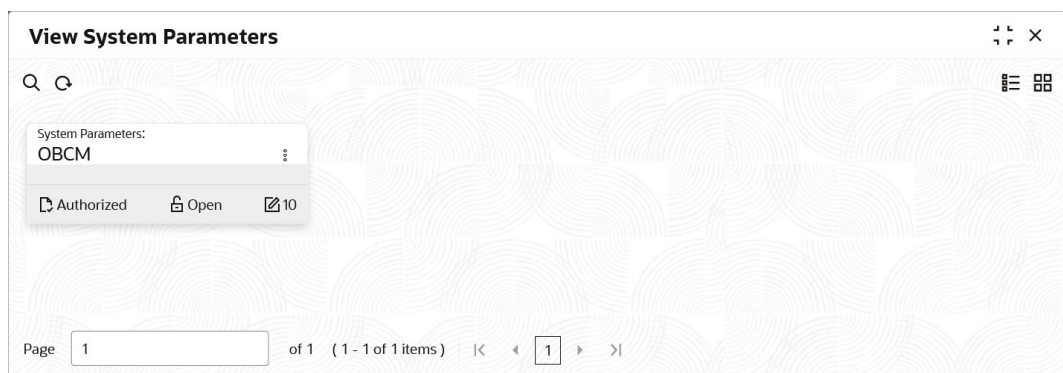 View System Parameters
System Parameters:
OBCM
Authorized Open 10
Page 1 of 1 ( 1 - 1 of 1 items ) 1